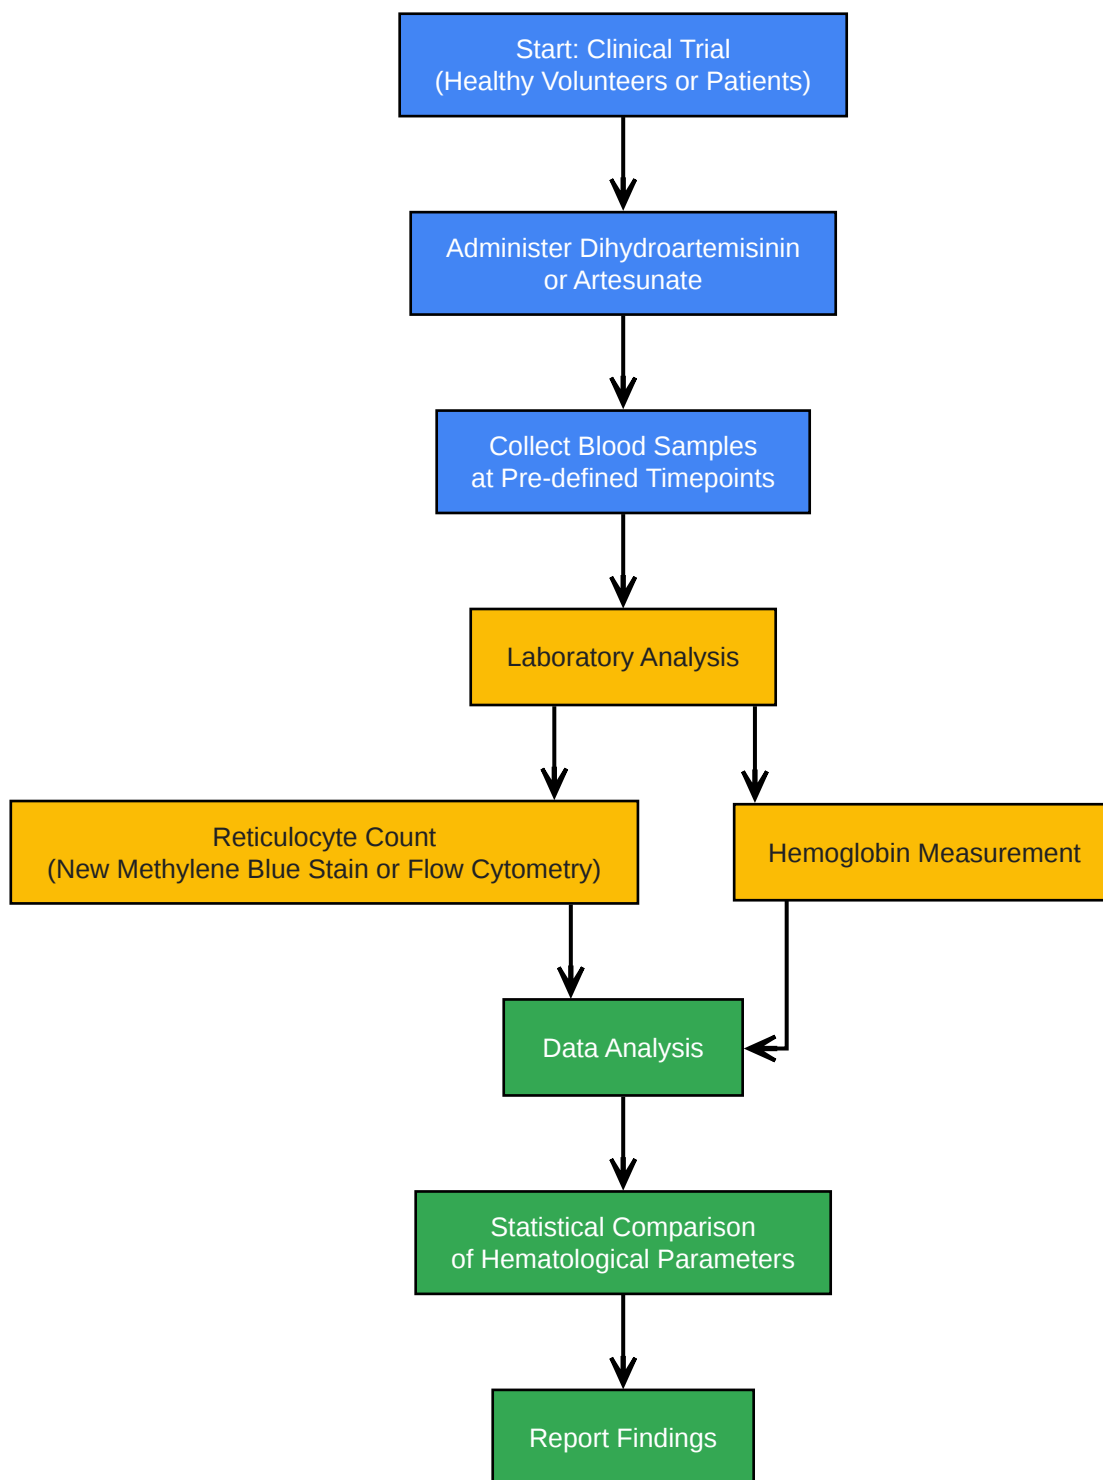 Start: Clinical Trial
(Healthy Volunteers or Patients)
Administer Dihydroartemisinin
or Artesunate
Collect Blood Samples
at Pre-defined Timepoints
Laboratory Analysis
Reticulocyte Count
(New Methylene Blue Stain or Flow Cytometry)
Hemoglobin Measurement
Data Analysis
Statistical Comparison
of Hematological Parameters
Report Findings